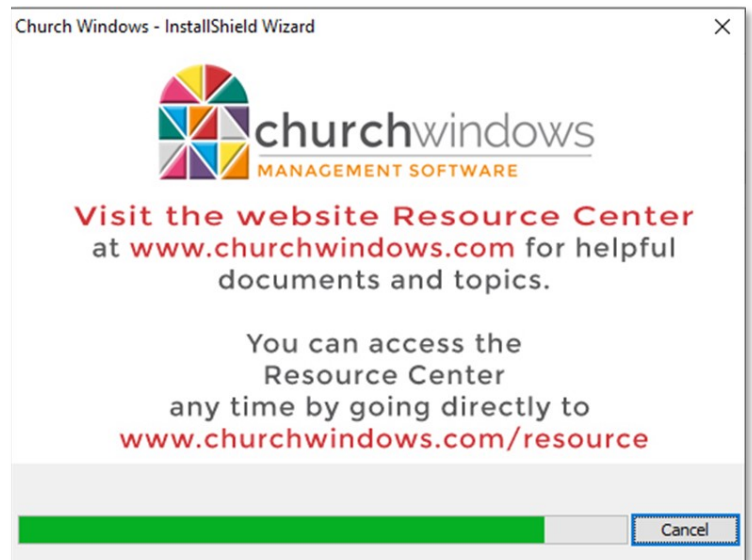 Church Windows - InstallShield Wizard
churchwindows
MANAGEMENT SOFTWARE
Visit the website Resource Center
at www.churchwindows.com for helpful
documents and topics.
You can access the
Resource Center
any time by going directly to
www.churchwindows.com/resource
Cancel